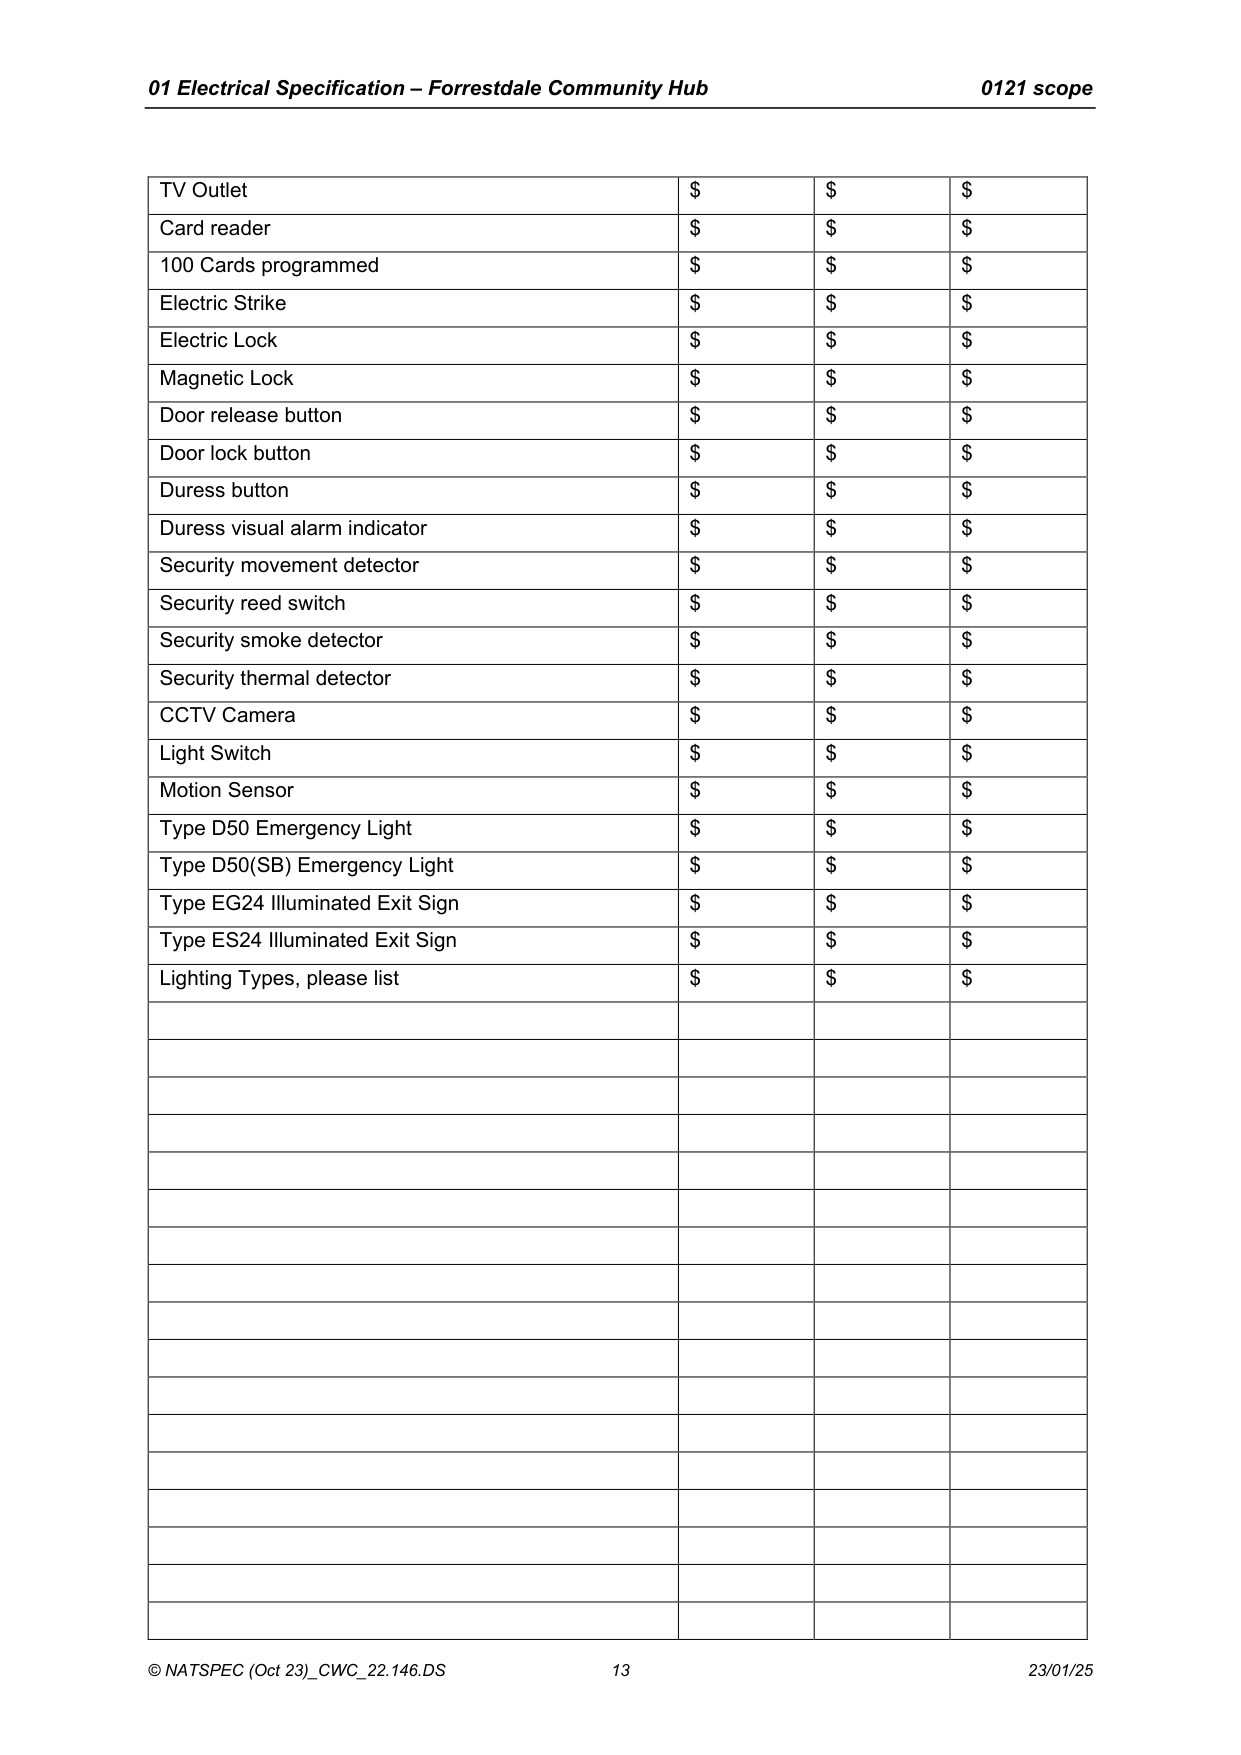 01 Electrical Specification – Forrestdale Community Hub 0121 scope
TV Outlet $ $ $
Card reader $ $ $
100 Cards programmed $ $ $
Electric Strike $ $ $
Electric Lock $ $ $
Magnetic Lock $ $ $
Door release button $ $ $
Door lock button $ $ $
Duress button $ $ $
Duress visual alarm indicator $ $ $
Security movement detector $ $ $
Security reed switch $ $ $
Security smoke detector $ $ $
Security thermal detector $ $ $
CCTV Camera $ $ $
Light Switch $ $ $
Motion Sensor $ $ $
Type D50 Emergency Light $ $ $
Type D50(SB) Emergency Light $ $ $
Type EG24 Illuminated Exit Sign $ $ $
Type ES24 Illuminated Exit Sign $ $ $
Lighting Types, please list $ $ $
© NATSPEC (Oct 23)_CWC_22.146.DS 13 23/01/25